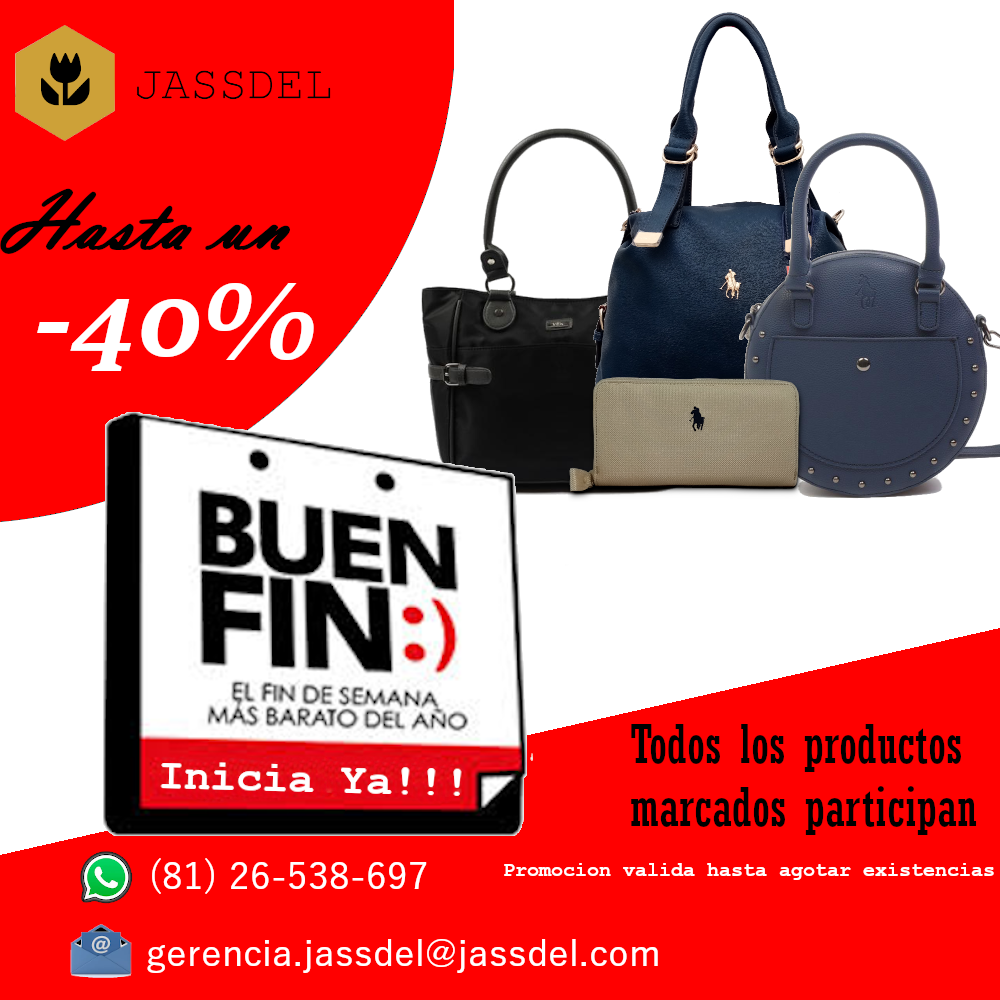 JASSDEL
Hasta un
-40%
BUEN
FIN:)
EL FIN DE SEMANA
MÁS BARATO DEL AÑO
Inicia Ya!!!
Todos los productos
marcados participan
Promocion valida hasta agotar existencias
(81) 26-538-697
@
gerencia.jassdel@jassdel.com